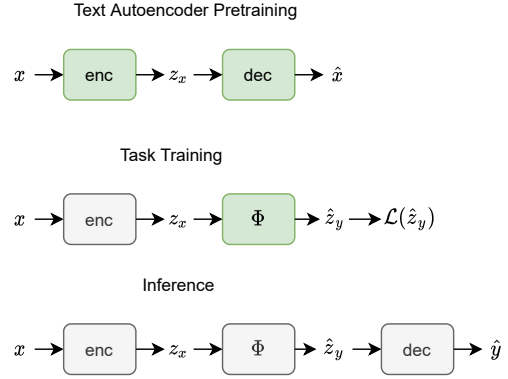 Text Autoencoder Pretraining
x enc z_x dec x̂
Task Training
x enc z_x Φ ẑ_y ℒ(ẑ_y)
Inference
x enc z_x Φ ẑ_y dec ŷ